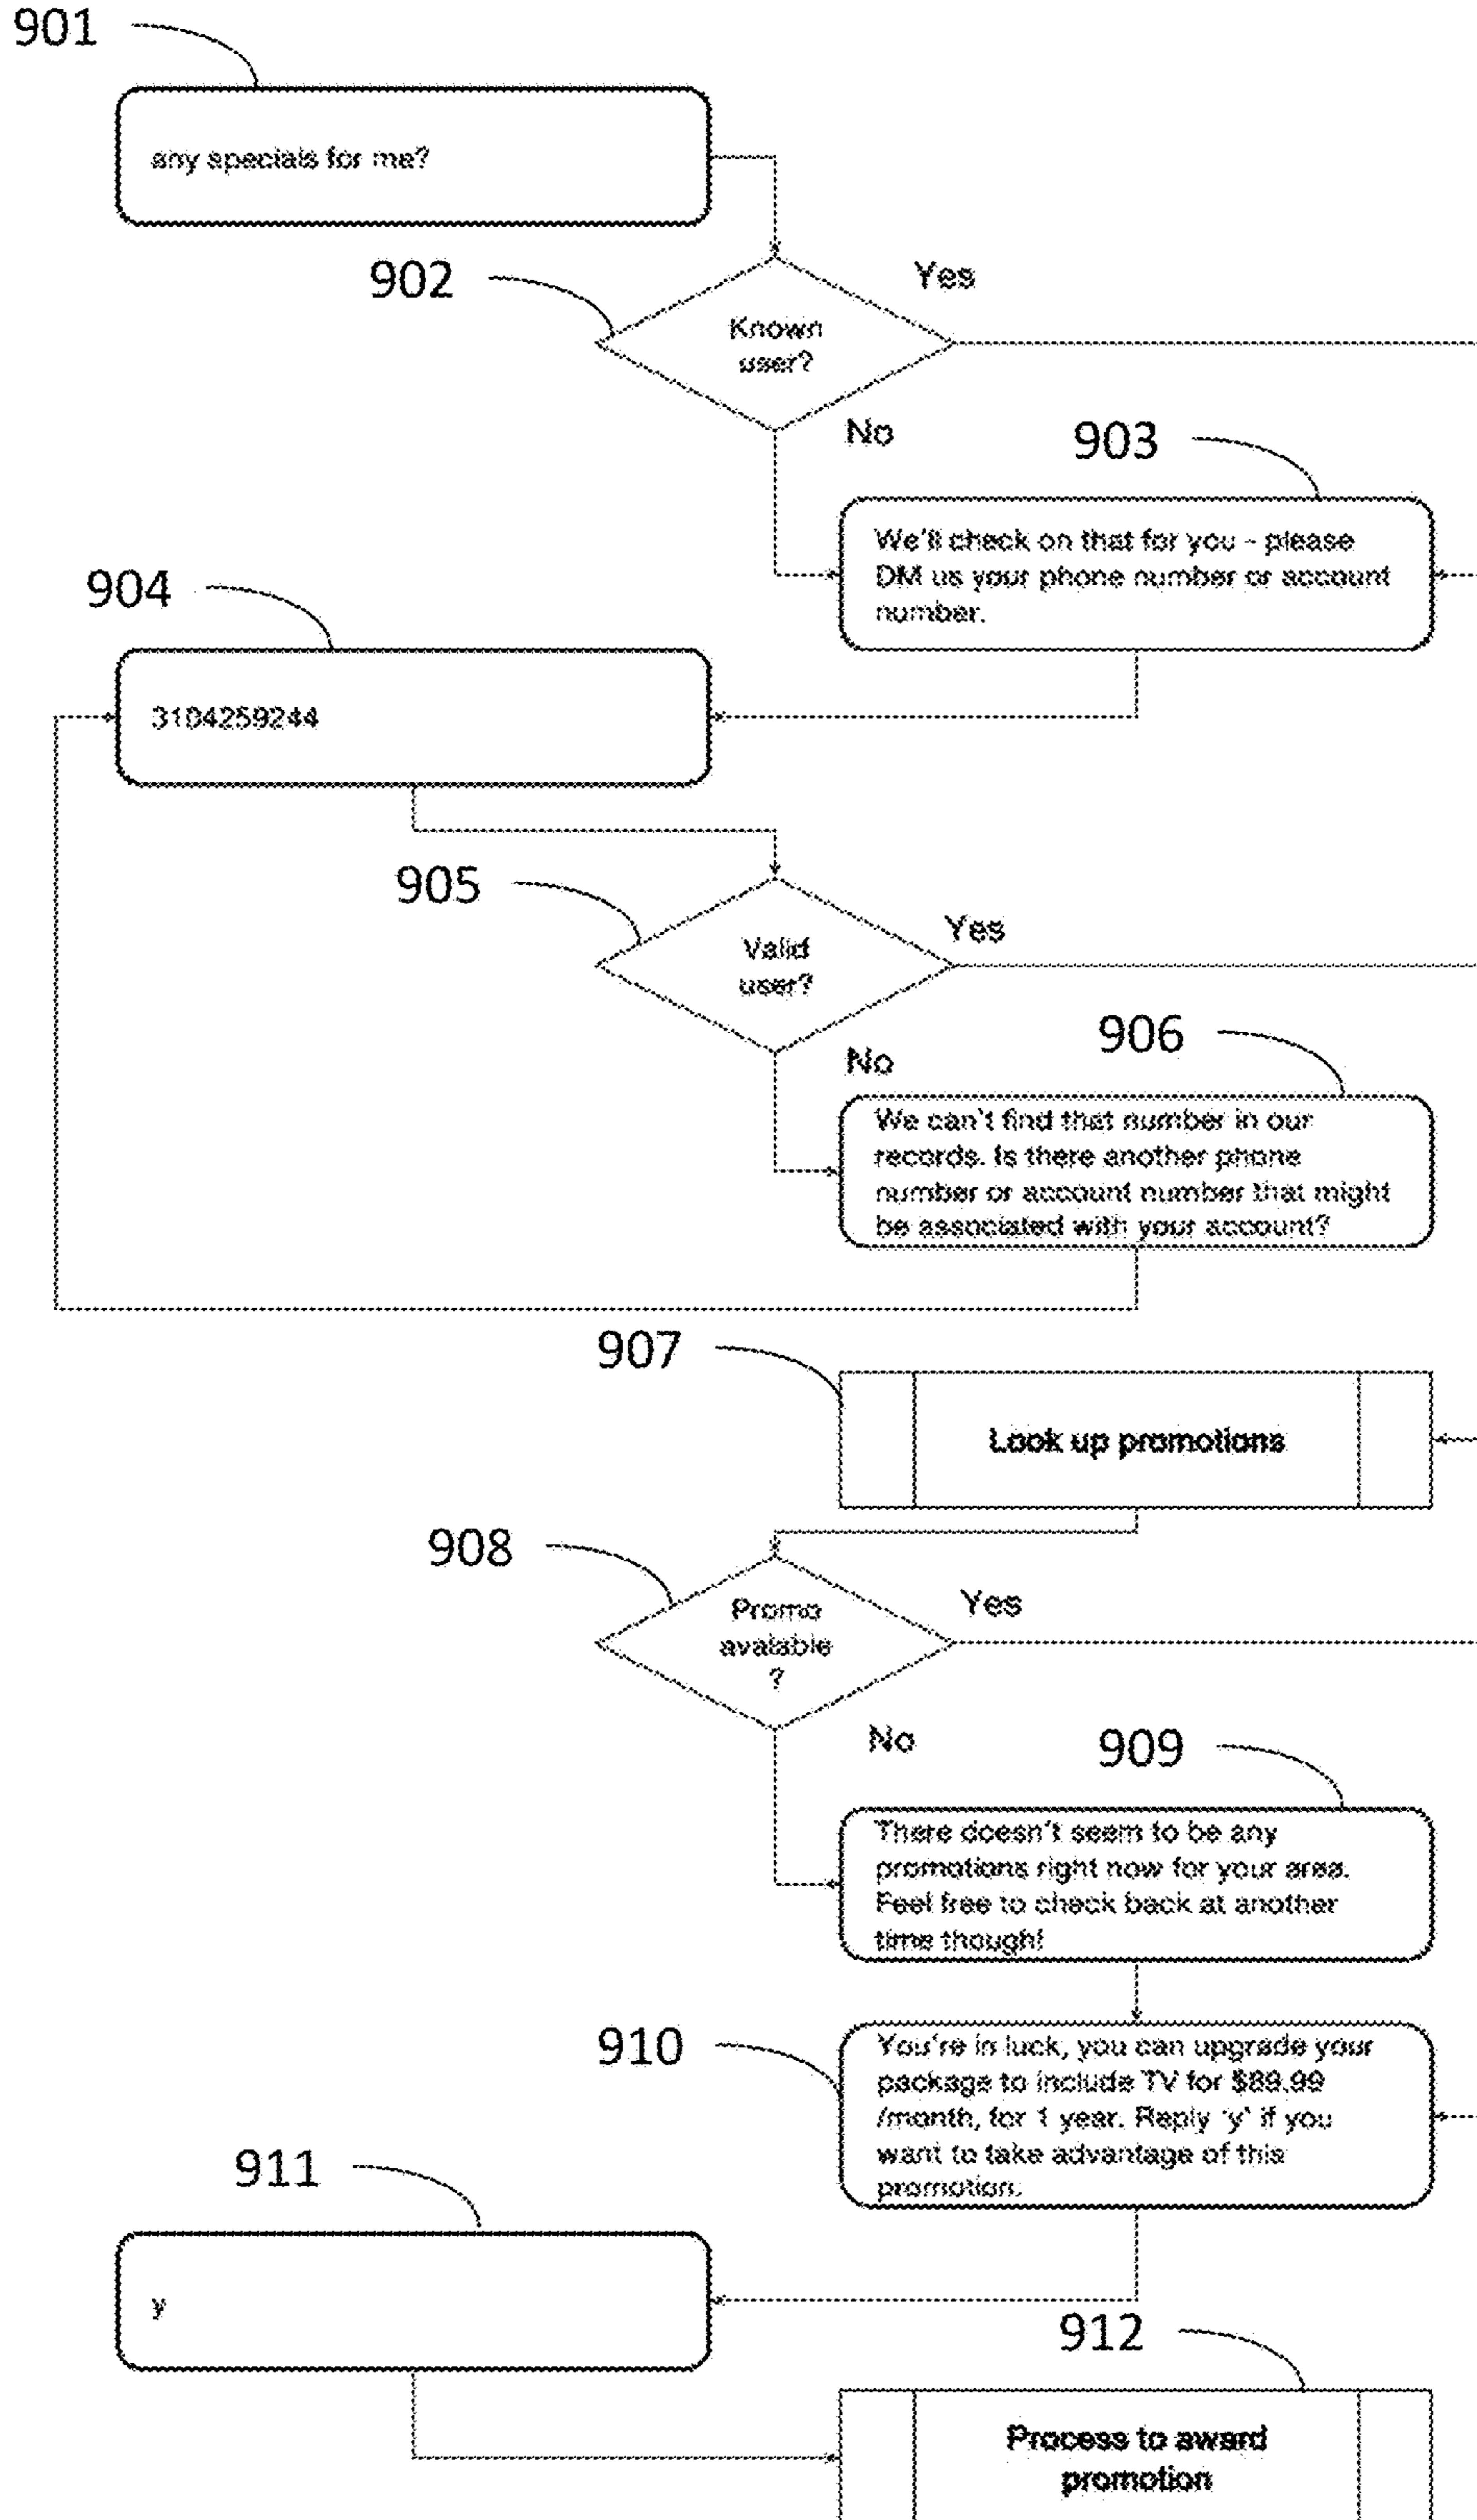 901
any specials for me?
902
Yes
Known
user?
No
903
We'll check on that for you - please
DM us your phone number or account
number.
904
3104259244
905
Yes
Valid
user?
No
906
We can't find that number in our
records. Is there another phone
number or account number that might
be associated with your account?
907
Look up promotions
908
Yes
Promo
avalable
?
No
909
There doesn't seem to be any
promotions right now for your area.
Feel free to check back at another
time though!
910
You're in luck, you can upgrade your
package to include TV for $89.99
/month, for 1 year. Reply 'y' if you
want to take advantage of this
promotion.
911
y
912
Process to award
promotion